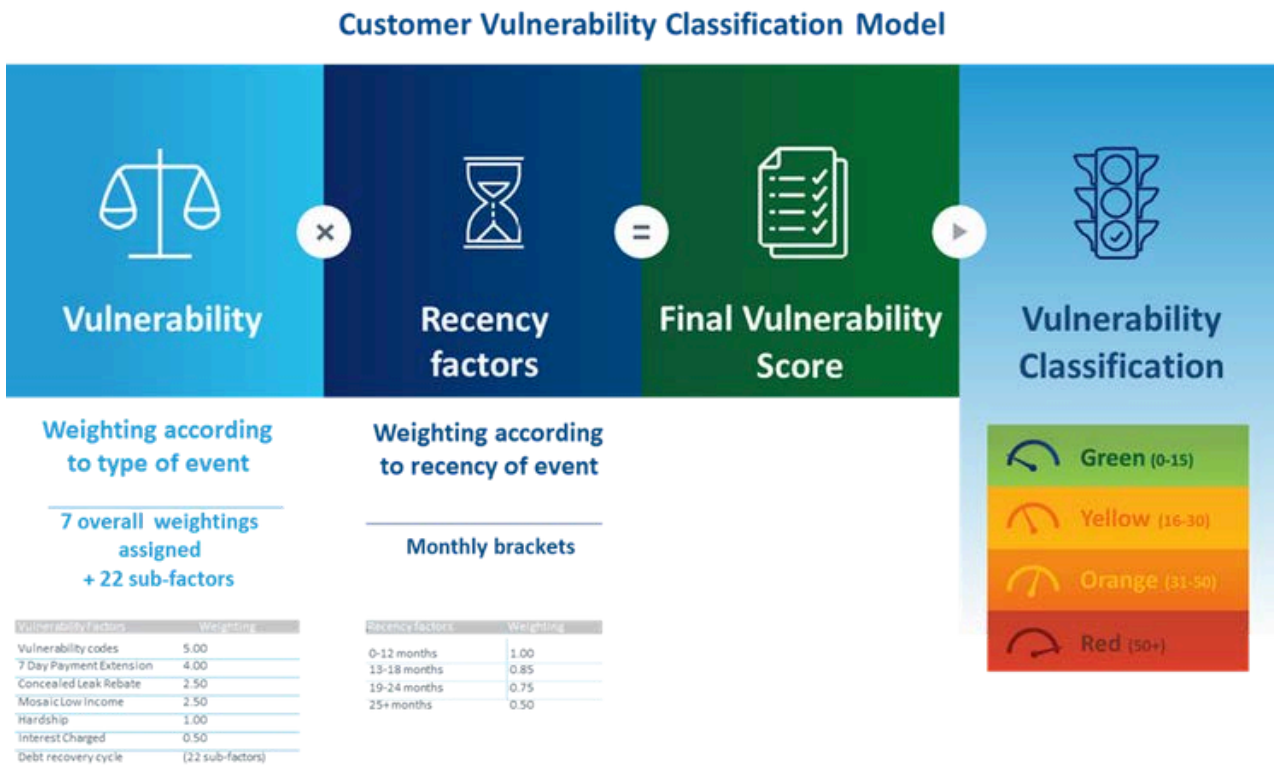 Customer Vulnerability Classification Model
Vulnerability
Recency
factors
Final Vulnerability
Score
Vulnerability
Classification
Weighting according
to type of event
7 overall weightings
assigned
+ 22 sub-factors
Weighting according
to recency of event
Monthly brackets
Green (0-15)
Yellow (16-30)
Orange (31-50)
Red (50+)
Vulnerability Factors Weighting
Vulnerability codes 5.00
7 Day Payment Extension 4.00
Concealed Leak Rebate 2.50
Mosaic Low Income 2.50
Hardship 1.00
Interest Charged 0.50
Debt recovery cycle (22 sub-factors)
Recency factors Weighting
0-12 months 1.00
13-18 months 0.85
19-24 months 0.75
25+ months 0.50